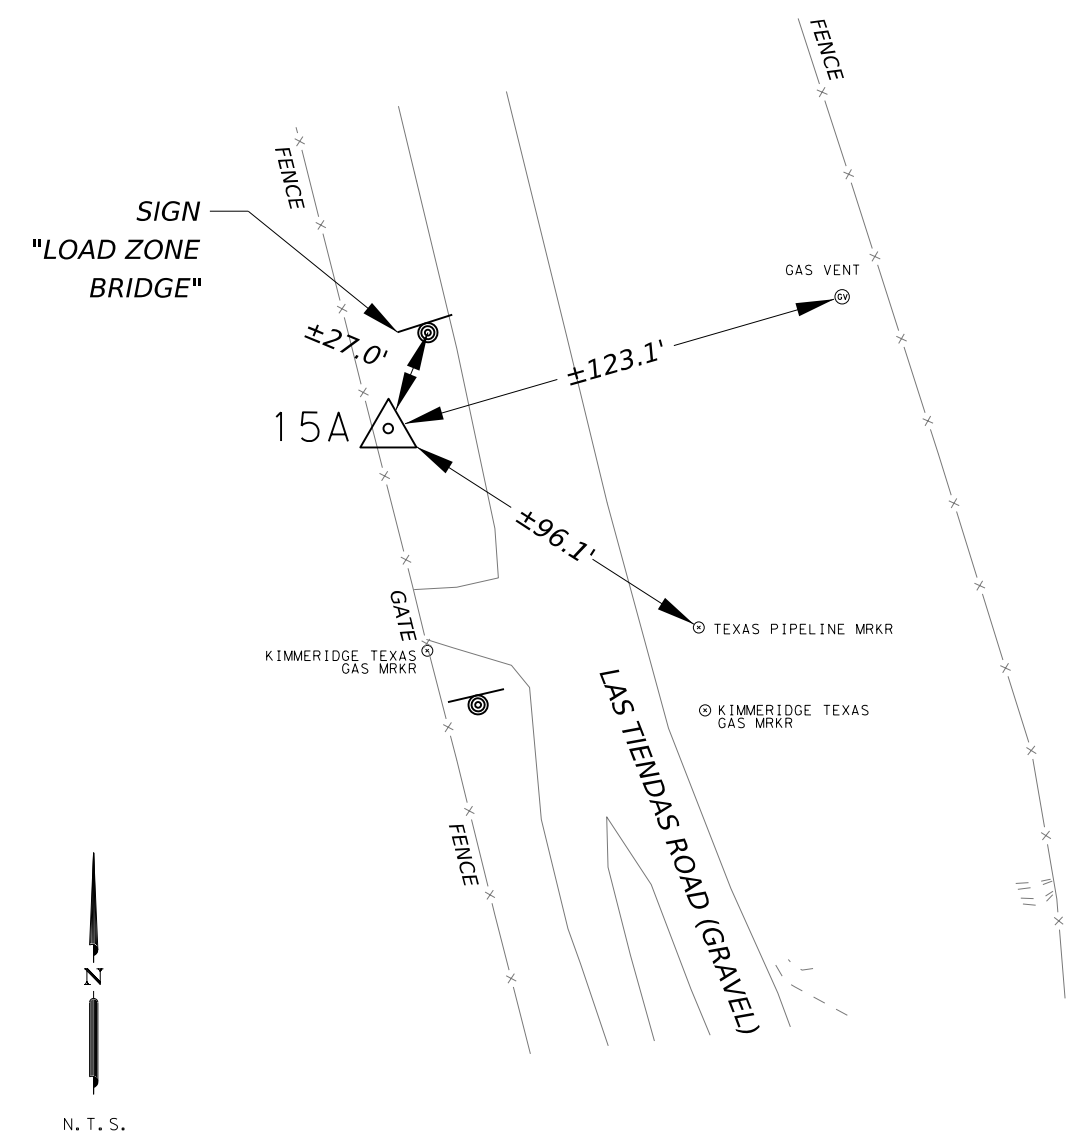 FENCE
FENCE
SIGN
"LOAD ZONE
BRIDGE"
GAS VENT
GV
±27.0'
±123.1'
15A
±96.1'
GATE
TEXAS PIPELINE MRKR
KIMMERIDGE TEXAS
GAS MRKR
KIMMERIDGE TEXAS
GAS MRKR
LAS TIENDAS ROAD (GRAVEL)
FENCE
N
N.T.S.